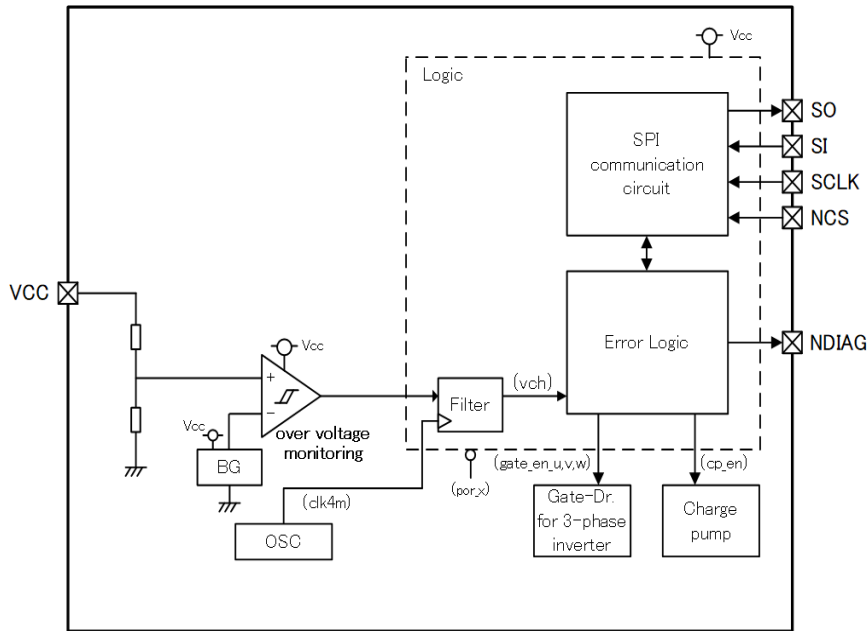 Vcc
Logic
SO
SPI
communication
circuit
SI
SCLK
NCS
VCC
Error Logic
NDIAG
Vcc
+
(vch)
Filter
−
Vcc
over voltage
monitoring
BG
(gate_en_u,v,w)
(cp_en)
(por_x)
(clk4m)
Gate-Dr.
for 3-phase
inverter
Charge
pump
OSC